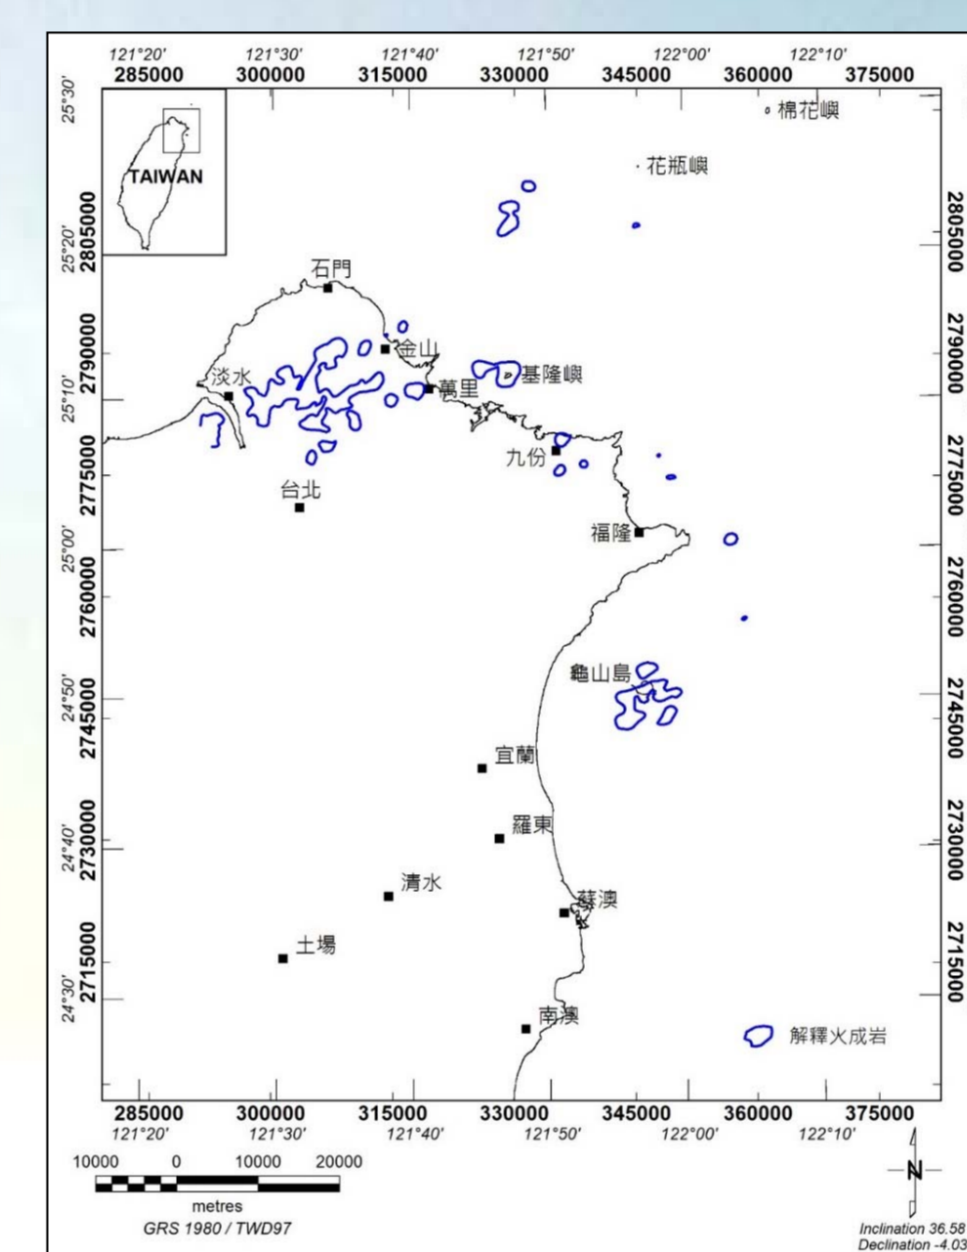 121°20' 121°30' 121°40' 121°50' 122°00' 122°10'
285000 300000 315000 330000 345000 360000 375000
25°30'
25°20'
25°10'
25°00'
24°50'
24°40'
24°30'
2805000
2790000
2775000
2760000
2745000
2730000
2715000
TAIWAN
棉花嶼
花瓶嶼
石門
金山
淡水
基隆嶼
萬里
九份
台北
福隆
龜山島
宜蘭
羅東
清水
蘇澳
土場
南澳
解釋火成岩
2805000
2790000
2775000
2760000
2745000
2730000
2715000
285000 300000 315000 330000 345000 360000 375000
121°20' 121°30' 121°40' 121°50' 122°00' 122°10'
10000 0 10000 20000
metres
GRS 1980 / TWD97
N
Inclination 36.58
Declination -4.03